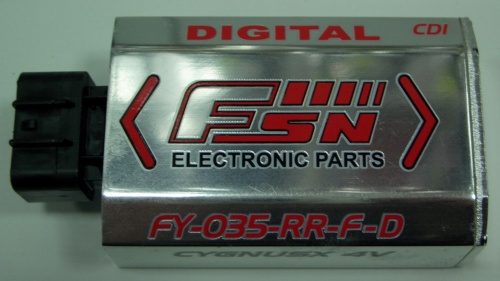 DIGITAL CDI
FSN
ELECTRONIC PARTS
FY-035-RR-F-D
CYGNUSX 4V